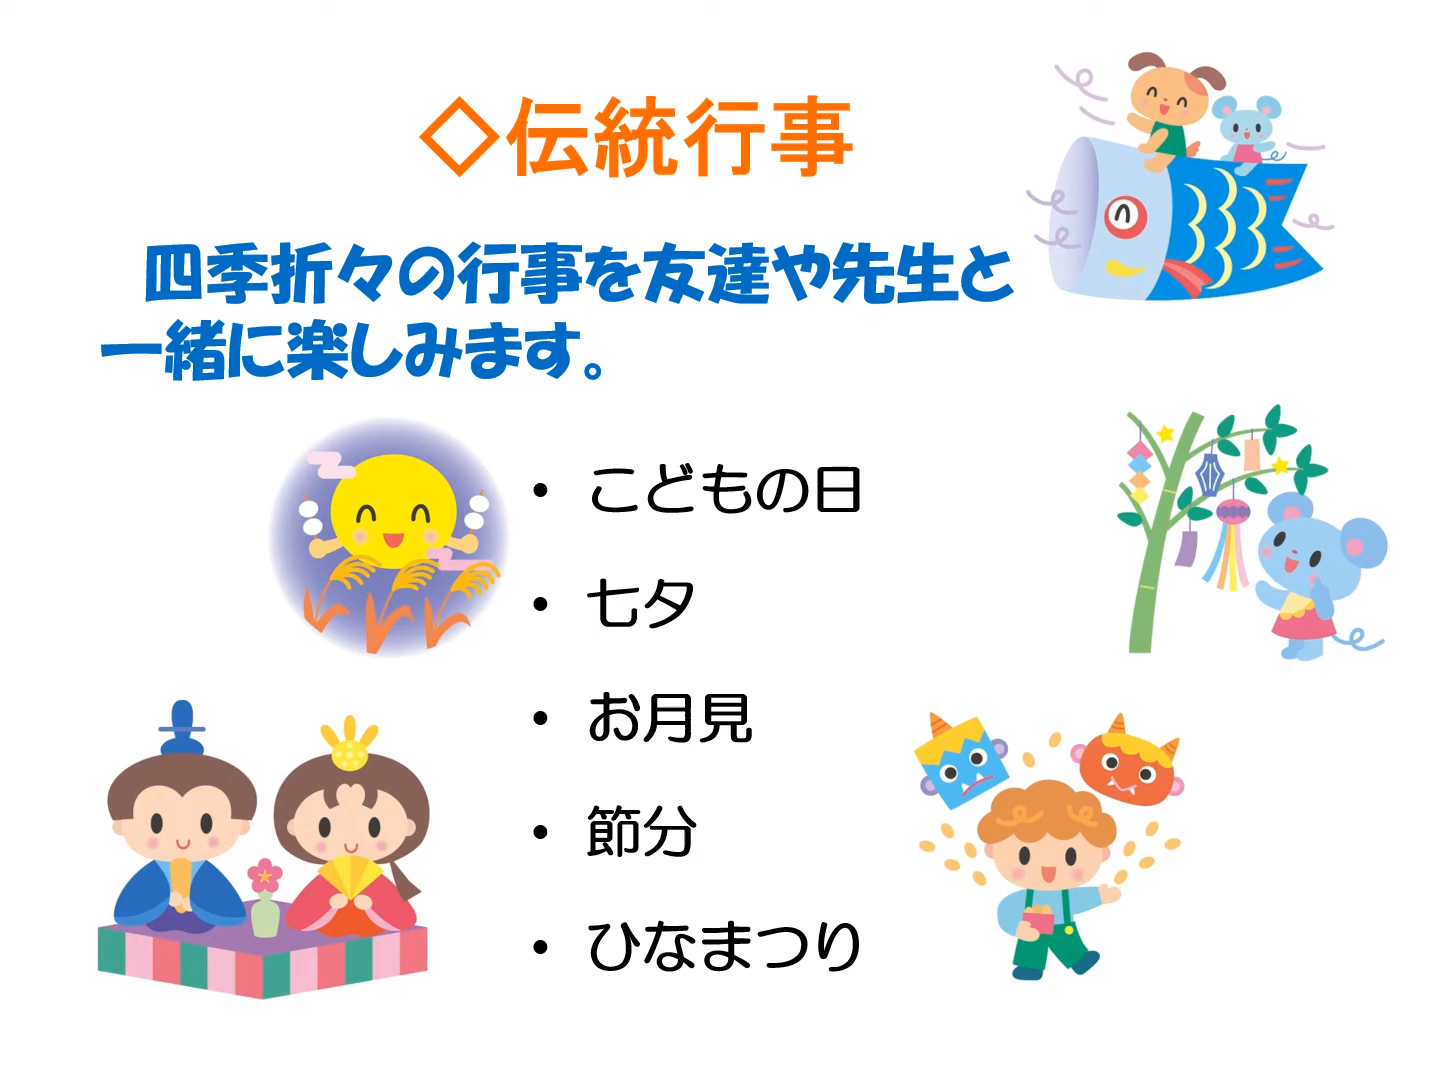 ◇伝統行事
四季折々の行事を友達や先生と
一緒に楽しみます。
• こどもの日
• 七夕
• お月見
• 節分
• ひなまつり